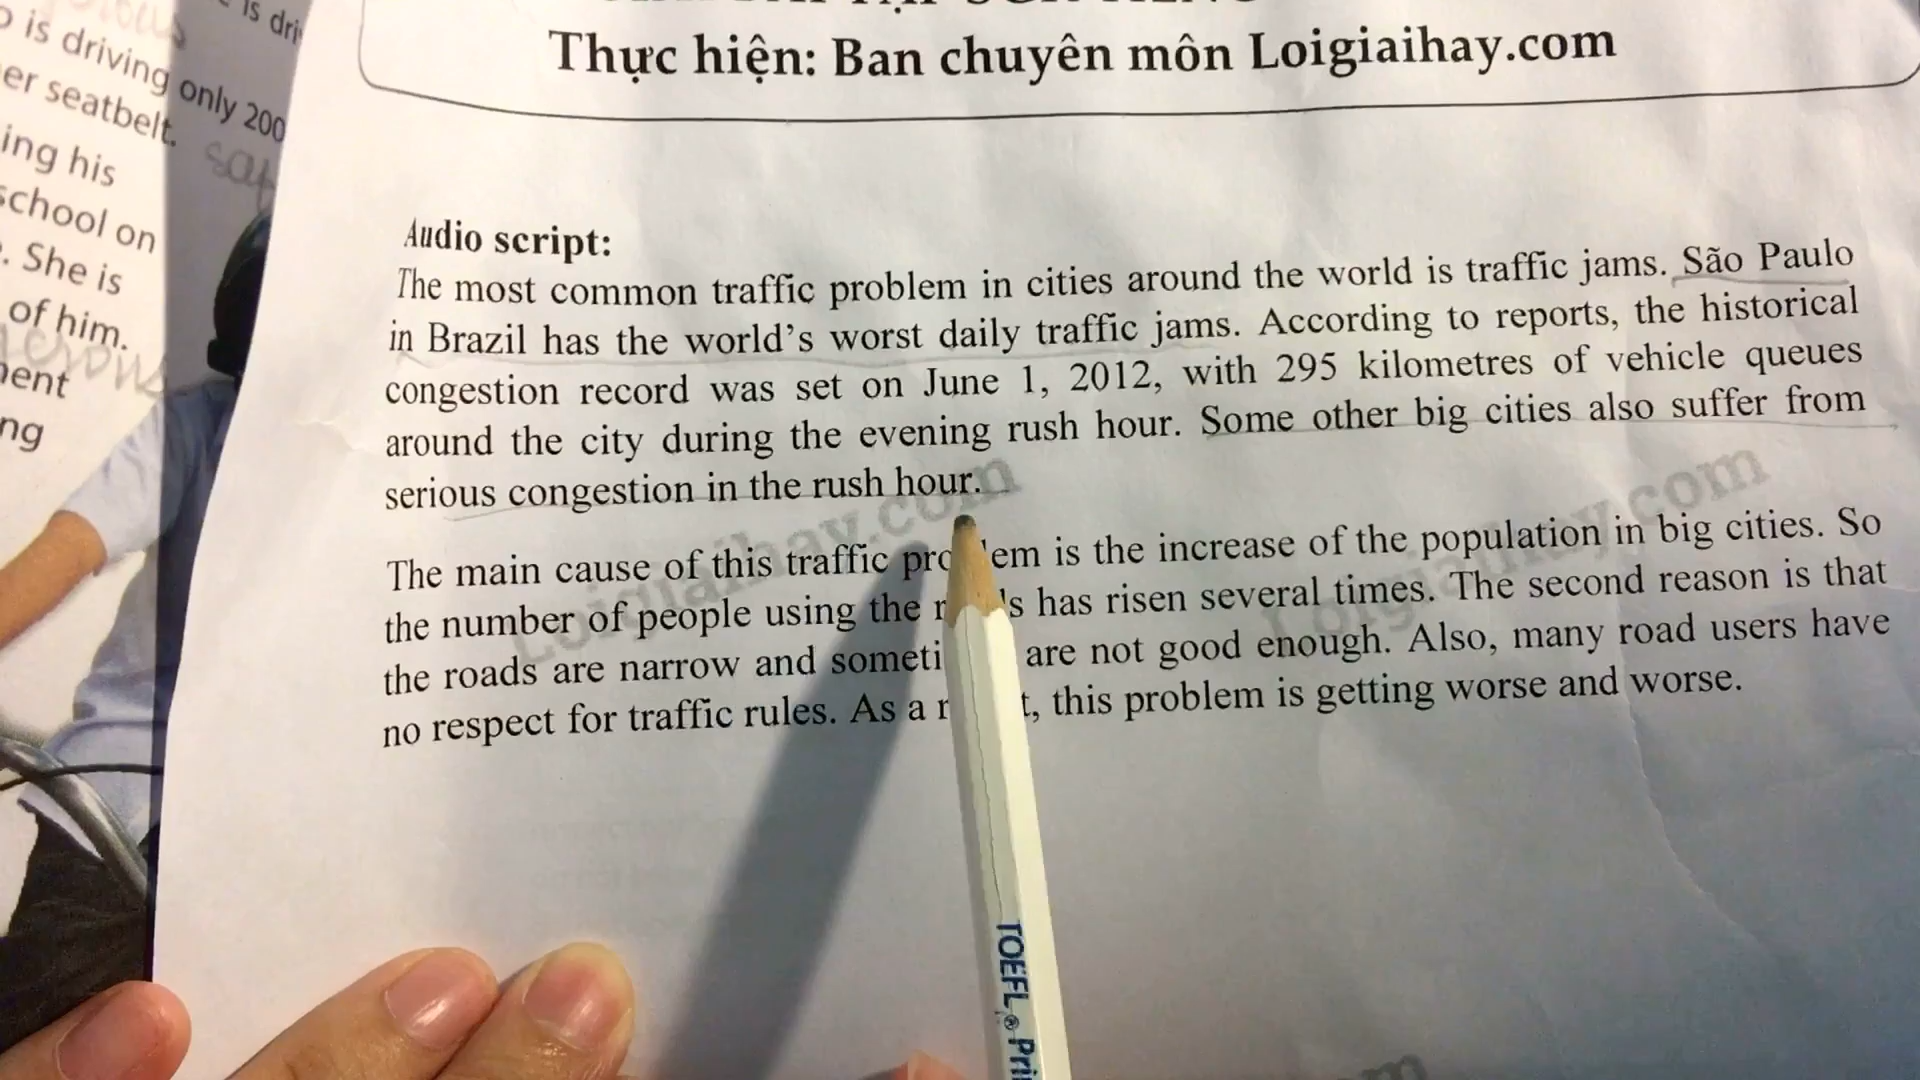 is driving only 200
er seatbelt.
ing his
school on
. She is
of him.
ent
ng
is
Thực hiện: Ban chuyên môn Loigiaihay.com
Audio script:
The most common traffic problem in cities around the world is traffic jams. São Paulo
in Brazil has the world's worst daily traffic jams. According to reports, the historical
congestion record was set on June 1, 2012, with 295 kilometres of vehicle queues
around the city during the evening rush hour. Some other big cities also suffer from
serious congestion in the rush hour.
The main cause of this traffic pro em is the increase of the population in big cities. So
the number of people using the r s has risen several times. The second reason is that
the roads are narrow and someti are not good enough. Also, many road users have
no respect for traffic rules. As a r t, this problem is getting worse and worse.
Loigiaihay.com
Loigiaihay.com
TOEFL® Pri